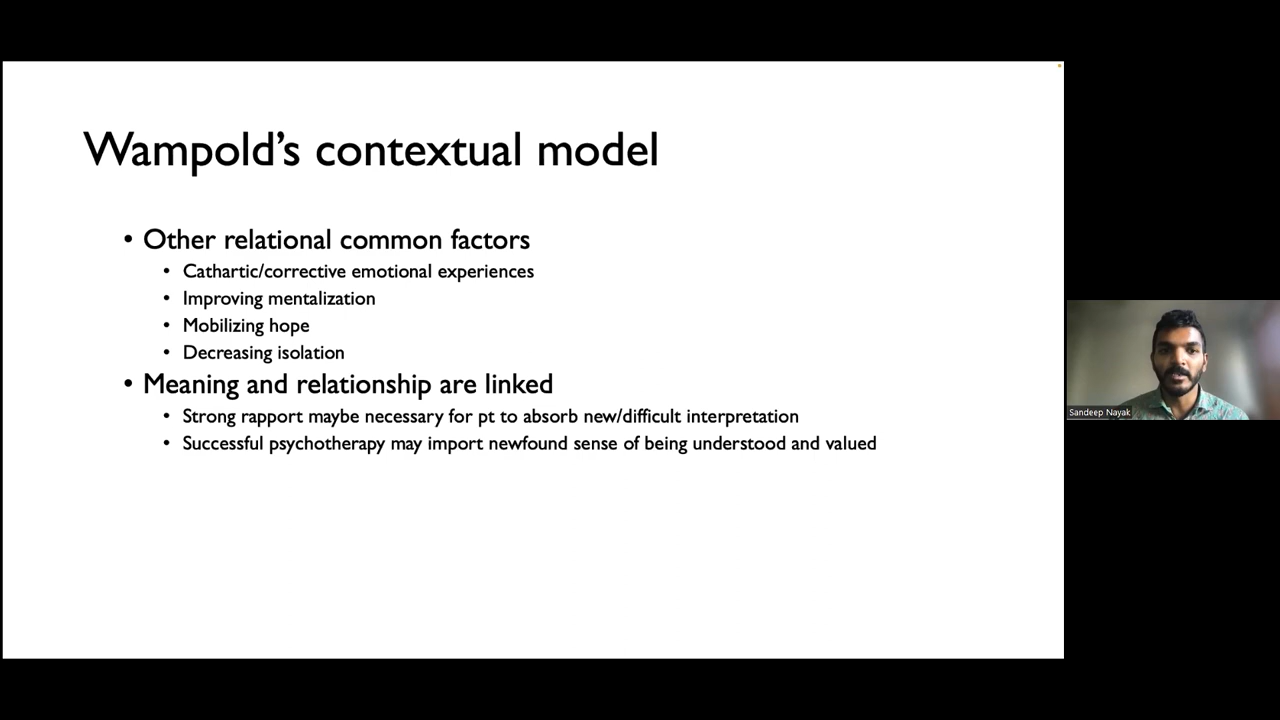 Wampold's contextual model
• Other relational common factors
• Cathartic/corrective emotional experiences
• Improving mentalization
• Mobilizing hope
• Decreasing isolation
• Meaning and relationship are linked
• Strong rapport maybe necessary for pt to absorb new/difficult interpretation
• Successful psychotherapy may import newfound sense of being understood and valued
Sandeep Nayak